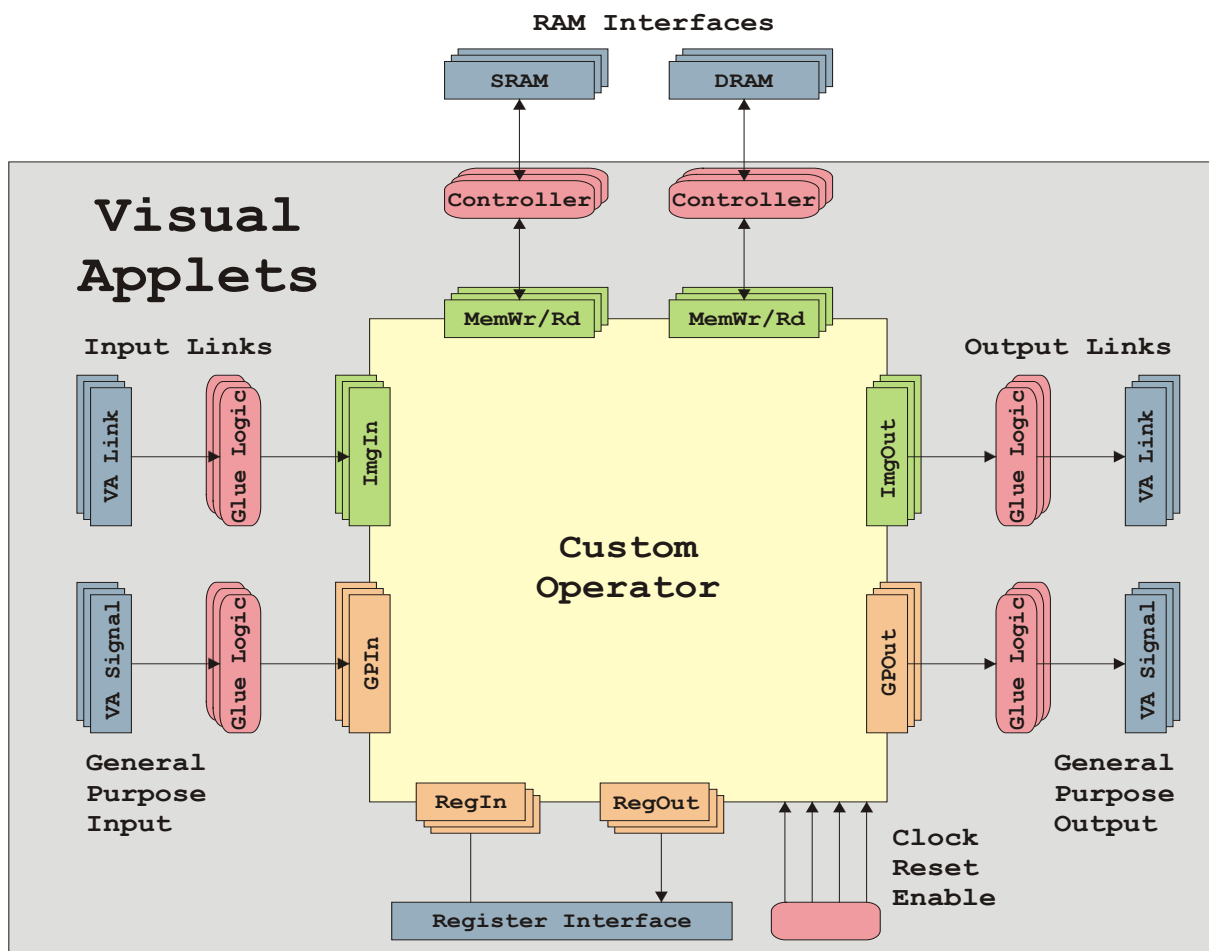 RAM Interfaces
SRAM
DRAM
Controller
Controller
Visual
Applets
MemWr/Rd
MemWr/Rd
Input Links
Output Links
VA Link
Glue Logic
ImgIn
ImgOut
Glue Logic
VA Link
Custom
Operator
VA Signal
Glue Logic
GPIn
GPOut
Glue Logic
VA Signal
General
Purpose
Input
General
Purpose
Output
RegIn
RegOut
Clock
Reset
Enable
Register Interface